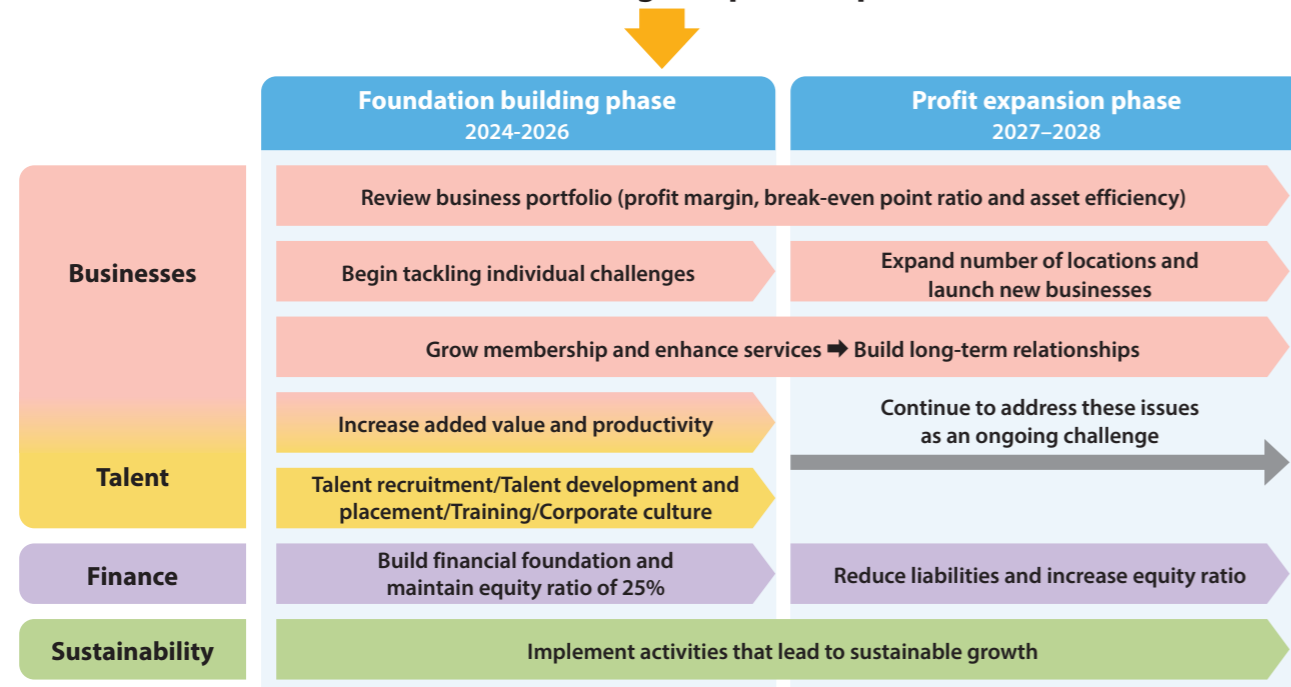 Foundation building phase
2024-2026
Profit expansion phase
2027–2028
Businesses
Review business portfolio (profit margin, break-even point ratio and asset efficiency)
Begin tackling individual challenges
Expand number of locations and
launch new businesses
Grow membership and enhance services ➡ Build long-term relationships
Increase added value and productivity
Continue to address these issues
as an ongoing challenge
Talent
Talent recruitment/Talent development and
placement/Training/Corporate culture
Finance
Build financial foundation and
maintain equity ratio of 25%
Reduce liabilities and increase equity ratio
Sustainability
Implement activities that lead to sustainable growth